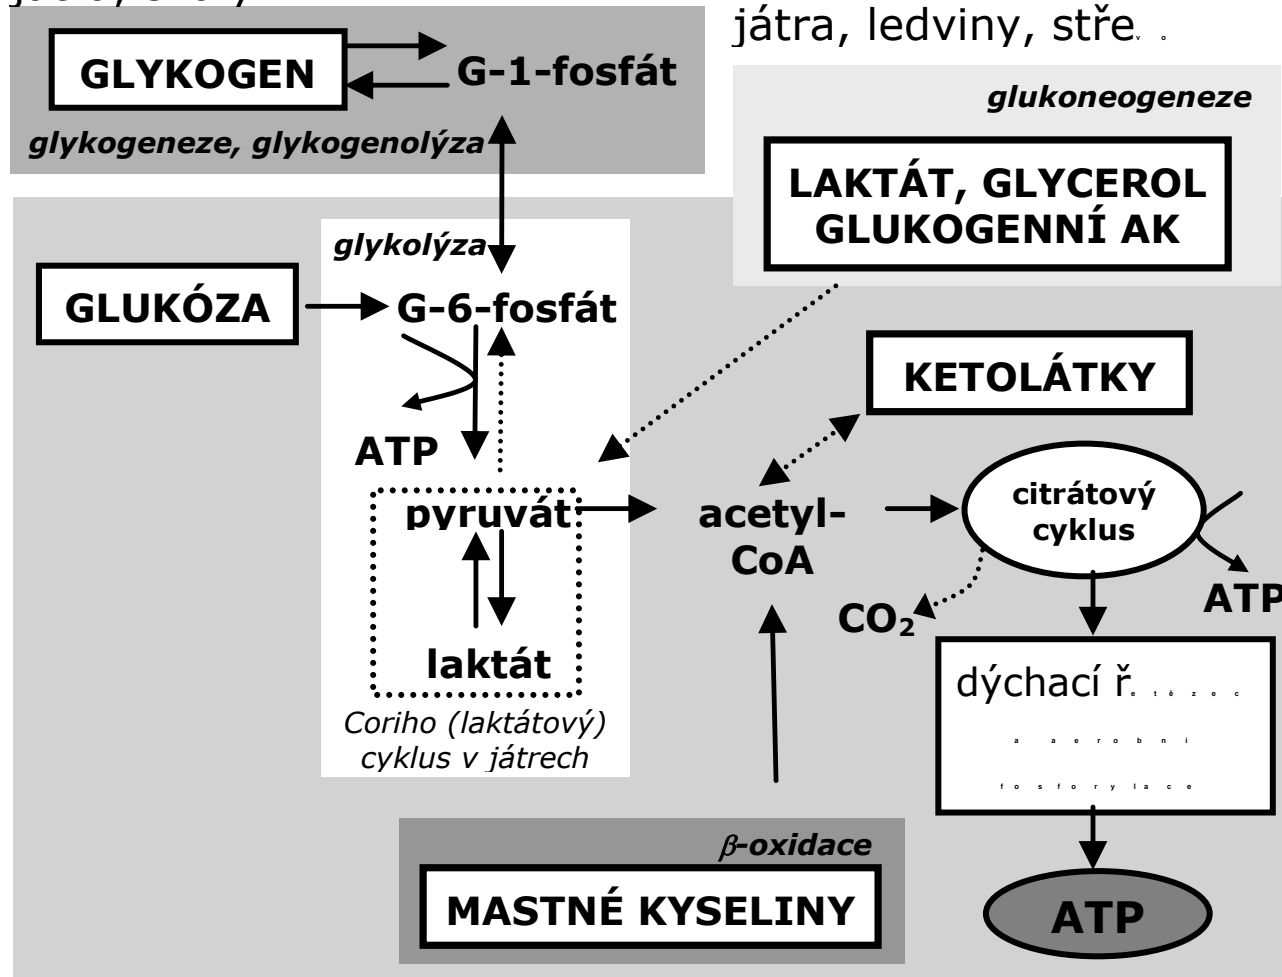 játra, ledviny, stře v o
GLYKOGEN
G-1-fosfát
glykogeneze, glykogenolýza
glukoneogeneze
LAKTÁT, GLYCEROL
GLUKOGENNÍ AK
glykolýza
GLUKÓZA
G-6-fosfát
KETOLÁTKY
ATP
pyruvát
acetyl-
CoA
citrátový
cyklus
ATP
CO₂
laktát
Coriho (laktátový)
cyklus v játrech
dýchací řetězec
a aerobní
fosforylace
β-oxidace
MASTNÉ KYSELINY
ATP